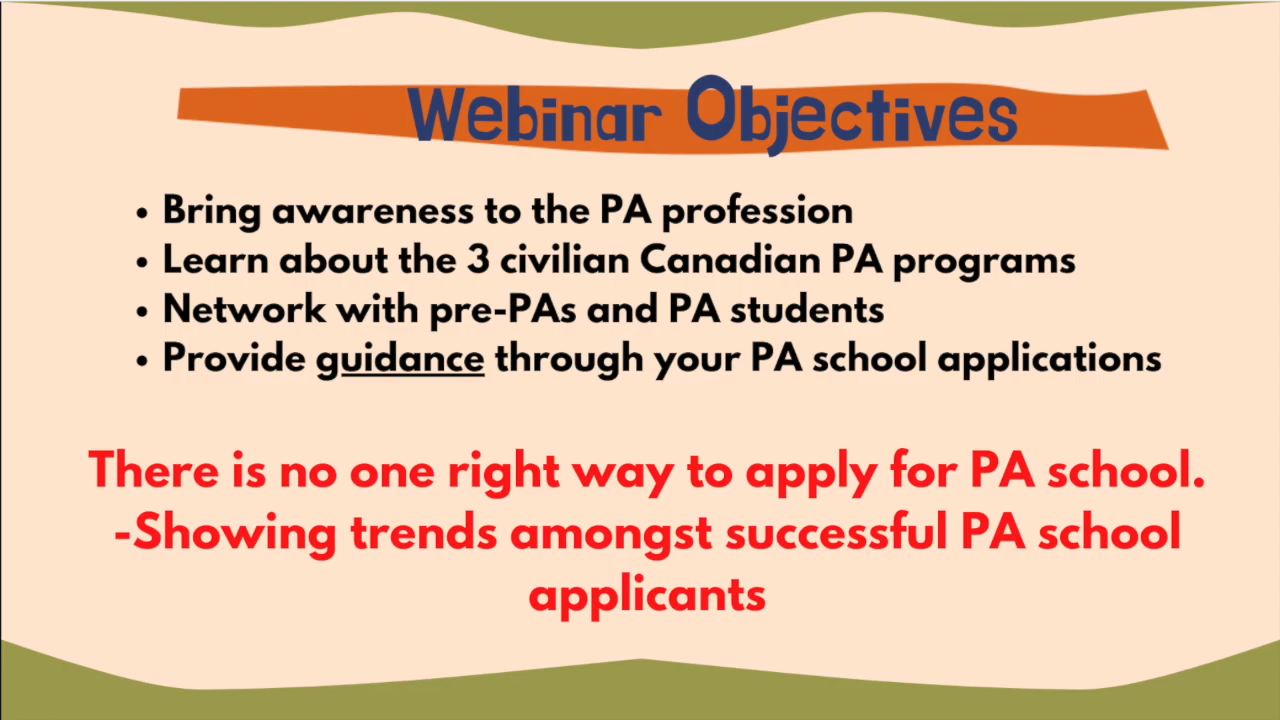 Webinar Objectives
• Bring awareness to the PA profession
• Learn about the 3 civilian Canadian PA programs
• Network with pre-PAs and PA students
• Provide guidance through your PA school applications
There is no one right way to apply for PA school.
-Showing trends amongst successful PA school
applicants